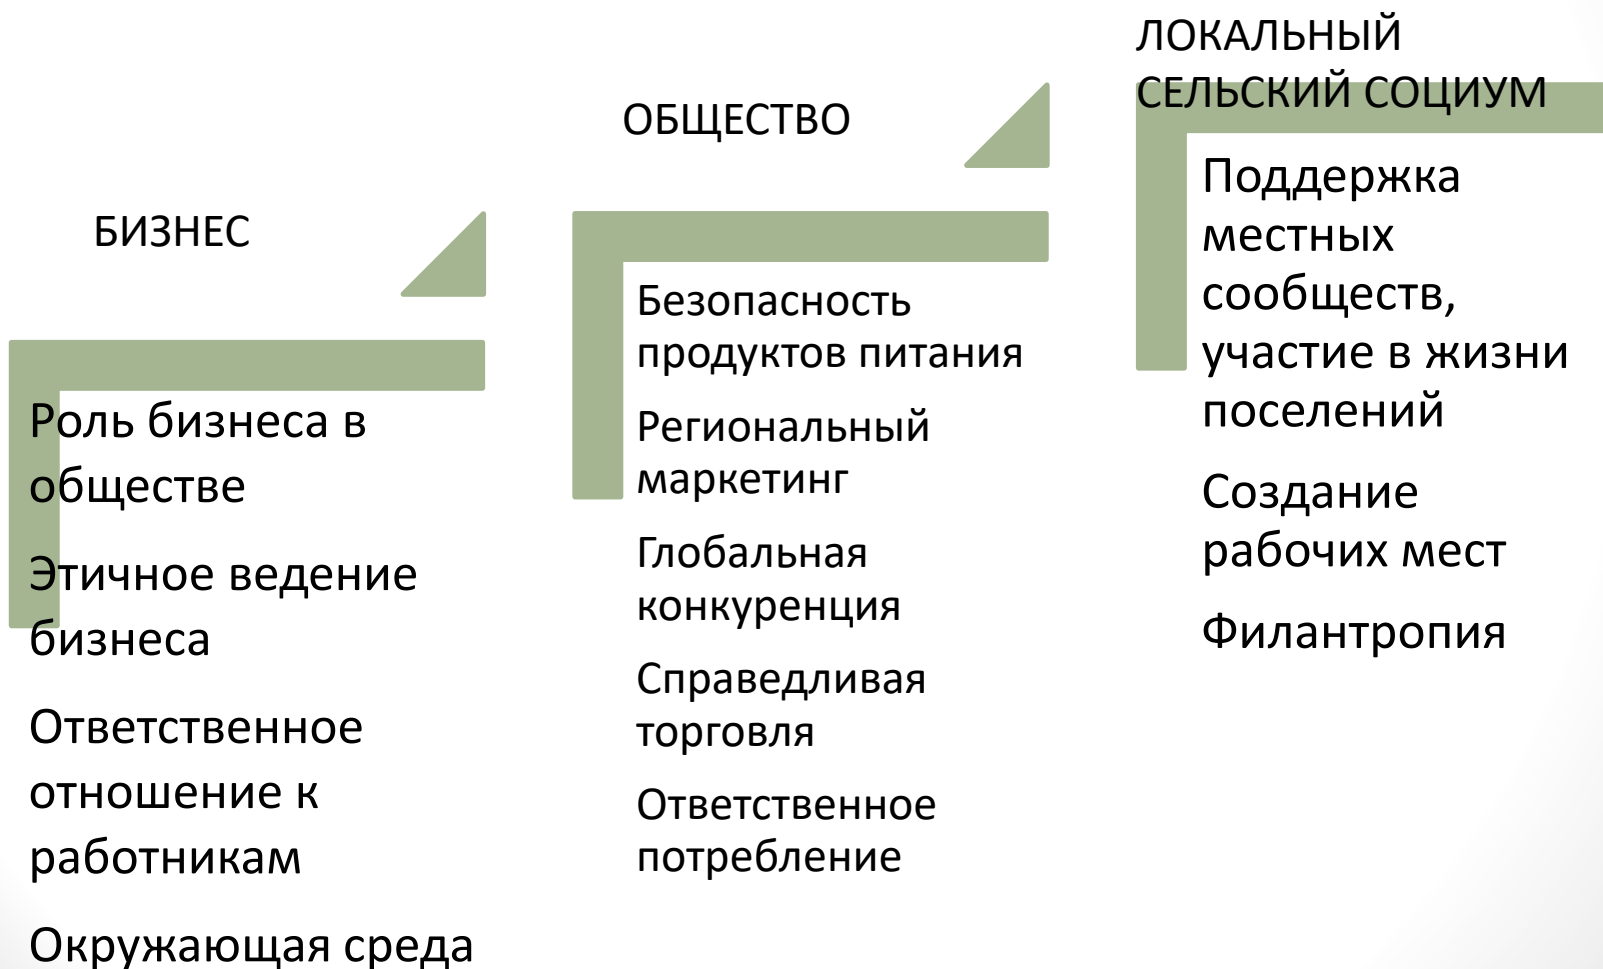 БИЗНЕС
Роль бизнеса в
обществе
Этичное ведение
бизнеса
Ответственное
отношение к
работникам
Окружающая среда
ОБЩЕСТВО
Безопасность
продуктов питания
Региональный
маркетинг
Глобальная
конкуренция
Справедливая
торговля
Ответственное
потребление
ЛОКАЛЬНЫЙ
СЕЛЬСКИЙ СОЦИУМ
Поддержка
местных
сообществ,
участие в жизни
поселений
Создание
рабочих мест
Филантропия